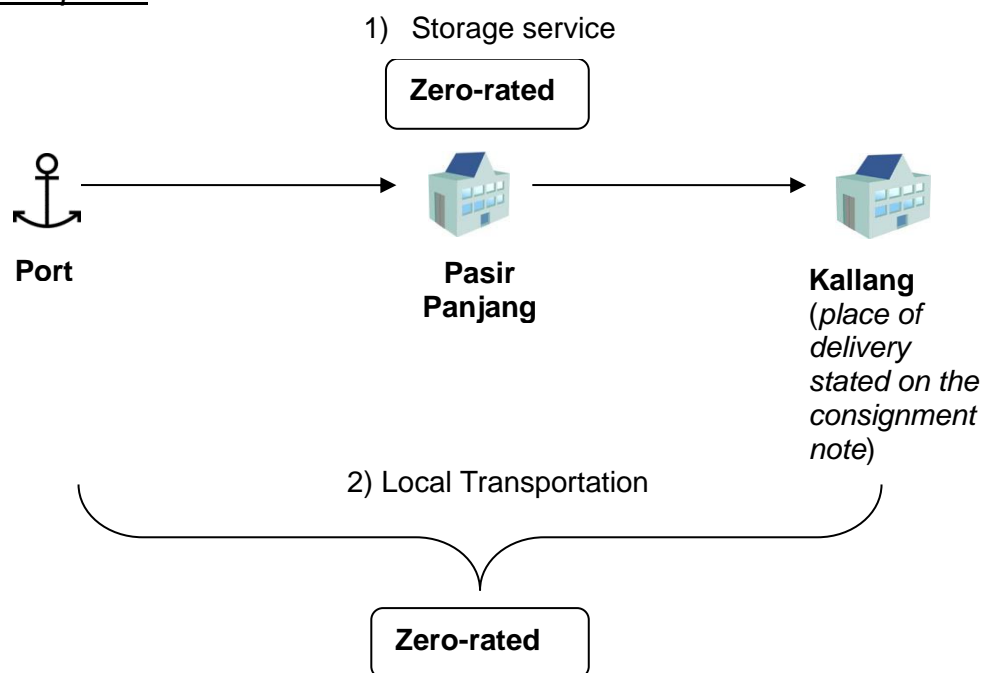 1) Storage service
Zero-rated
Port
Pasir
Panjang
Kallang
(place of
delivery
stated on the
consignment
note)
2) Local Transportation
Zero-rated